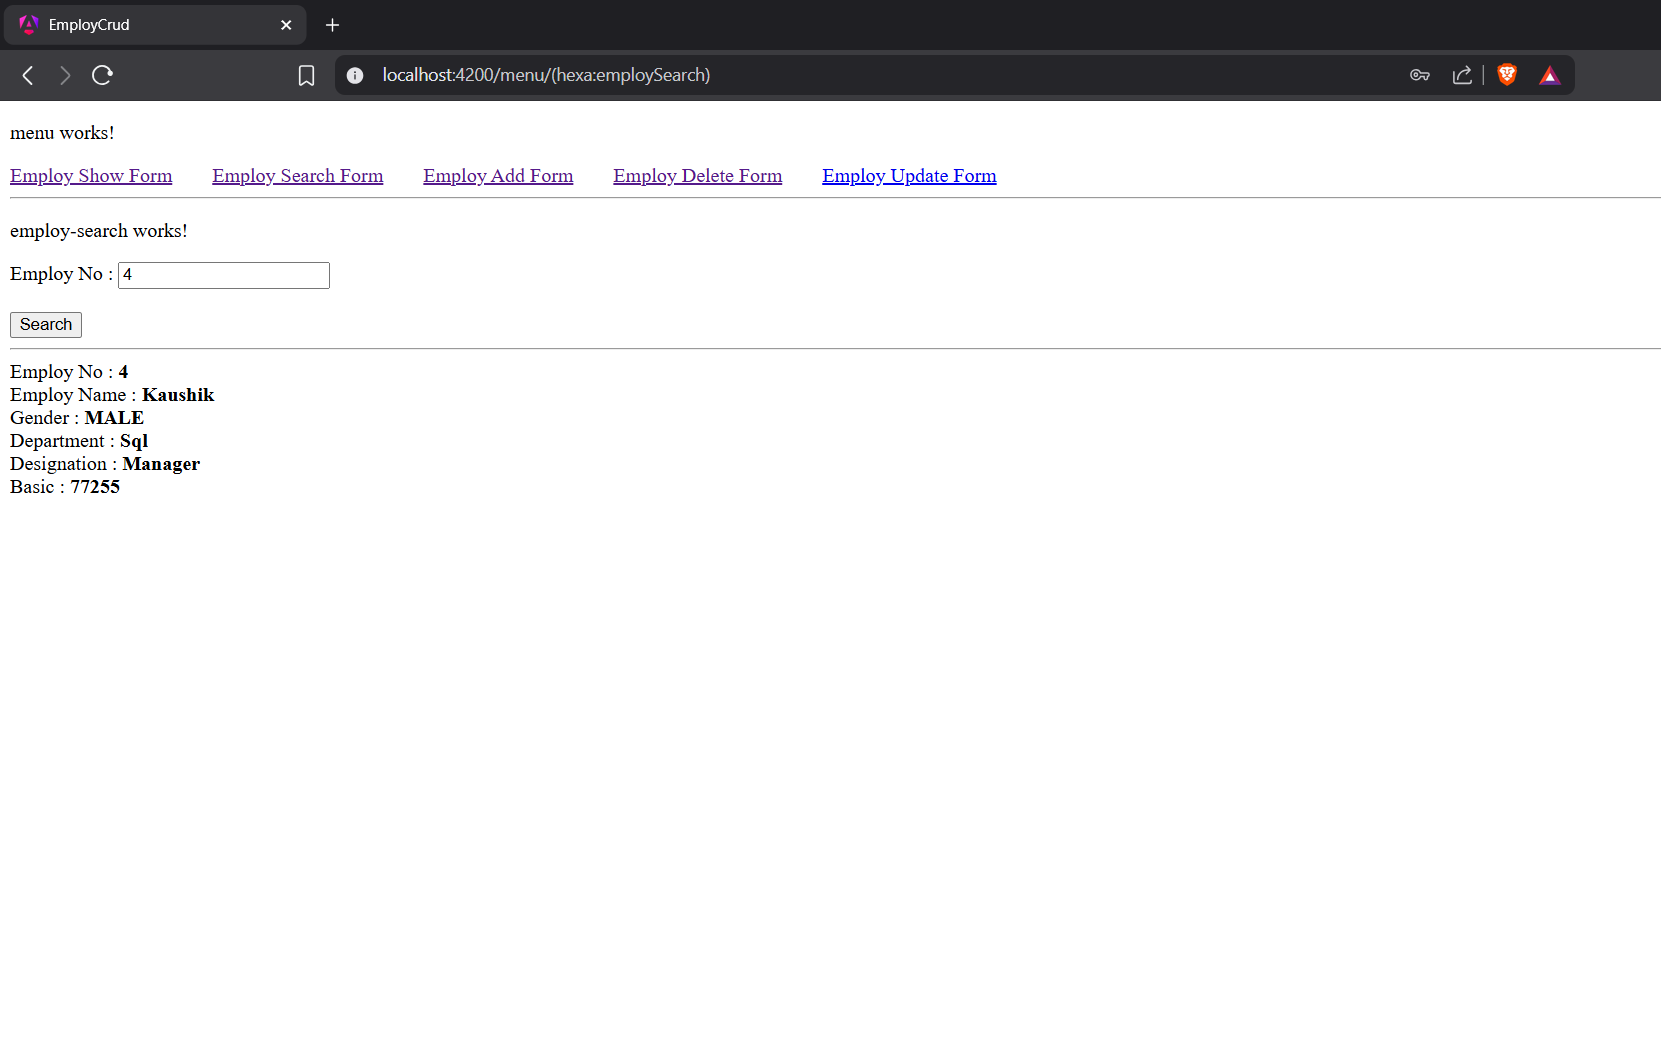 EmployCrud
localhost:4200/menu/(hexa:employSearch)
menu works!
Employ Show Form Employ Search Form Employ Add Form Employ Delete Form Employ Update Form
employ-search works!
Employ No : 4
Search
Employ No : 4
Employ Name : Kaushik
Gender : MALE
Department : Sql
Designation : Manager
Basic : 77255